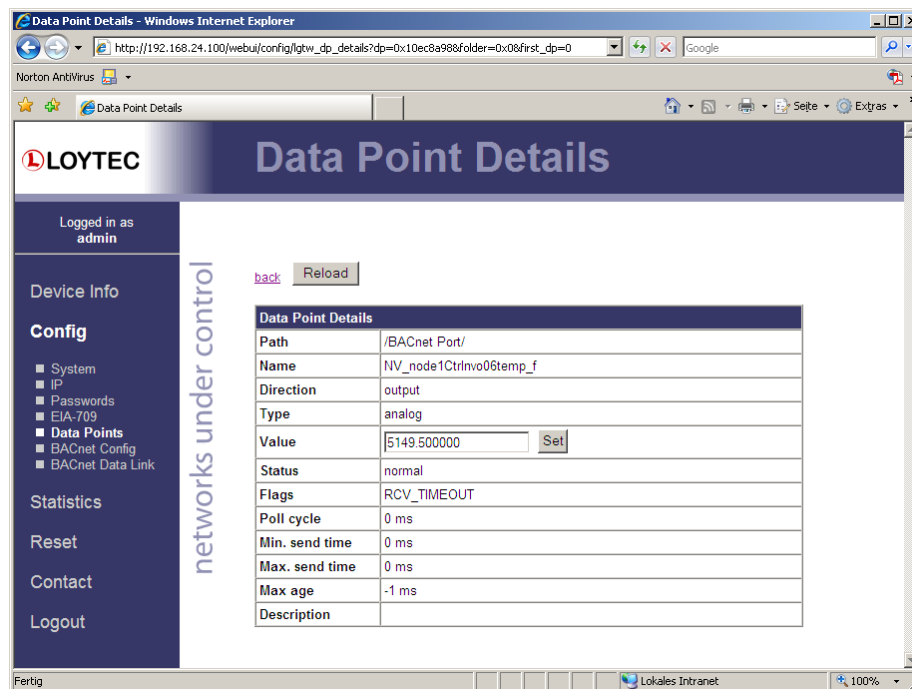 Data Point Details - Windows Internet Explorer
http://192.168.24.100/webui/config/lgtw_dp_details?dp=0x10ec8a98&folder=0x0&first_dp=0
Google
Norton AntiVirus
Data Point Details
Seite
Extras
LOYTEC
Data Point Details
Logged in as
admin
Device Info
Config
System
IP
Passwords
EIA-709
Data Points
BACnet Config
BACnet Data Link
Statistics
Reset
Contact
Logout
networks under control
back Reload
Data Point Details
Path /BACnet Port/
Name NV_node1CtrlNvo06temp_f
Direction output
Type analog
Value 5149.500000 Set
Status normal
Flags RCV_TIMEOUT
Poll cycle 0 ms
Min. send time 0 ms
Max. send time 0 ms
Max age -1 ms
Description
Fertig
Lokales Intranet
100%